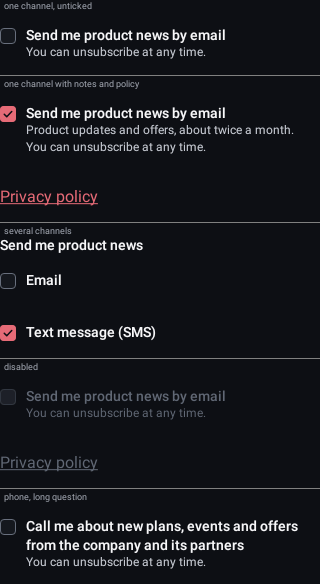 one channel, unticked
Send me product news by email
You can unsubscribe at any time.
one channel with notes and policy
Send me product news by email
Product updates and offers, about twice a month.
You can unsubscribe at any time.
Privacy policy
several channels
Send me product news
Email
Text message (SMS)
disabled
Send me product news by email
You can unsubscribe at any time.
Privacy policy
phone, long question
Call me about new plans, events and offers
from the company and its partners
You can unsubscribe at any time.